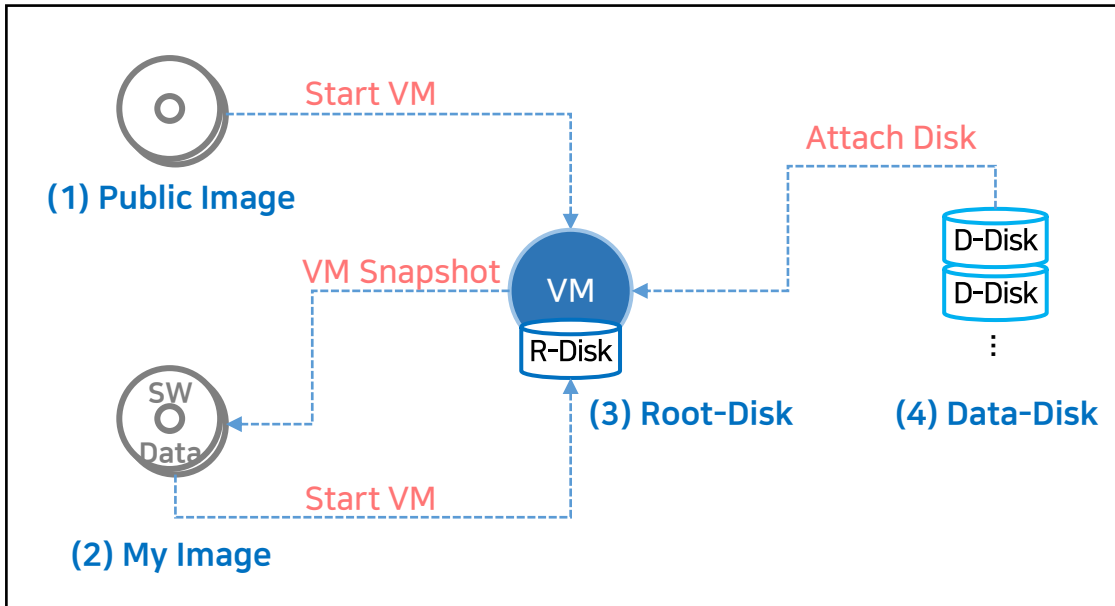 Start VM
Attach Disk
(1) Public Image
D-Disk
VM Snapshot
VM
D-Disk
R-Disk
⋮
SW
Data
(3) Root-Disk
(4) Data-Disk
Start VM
(2) My Image